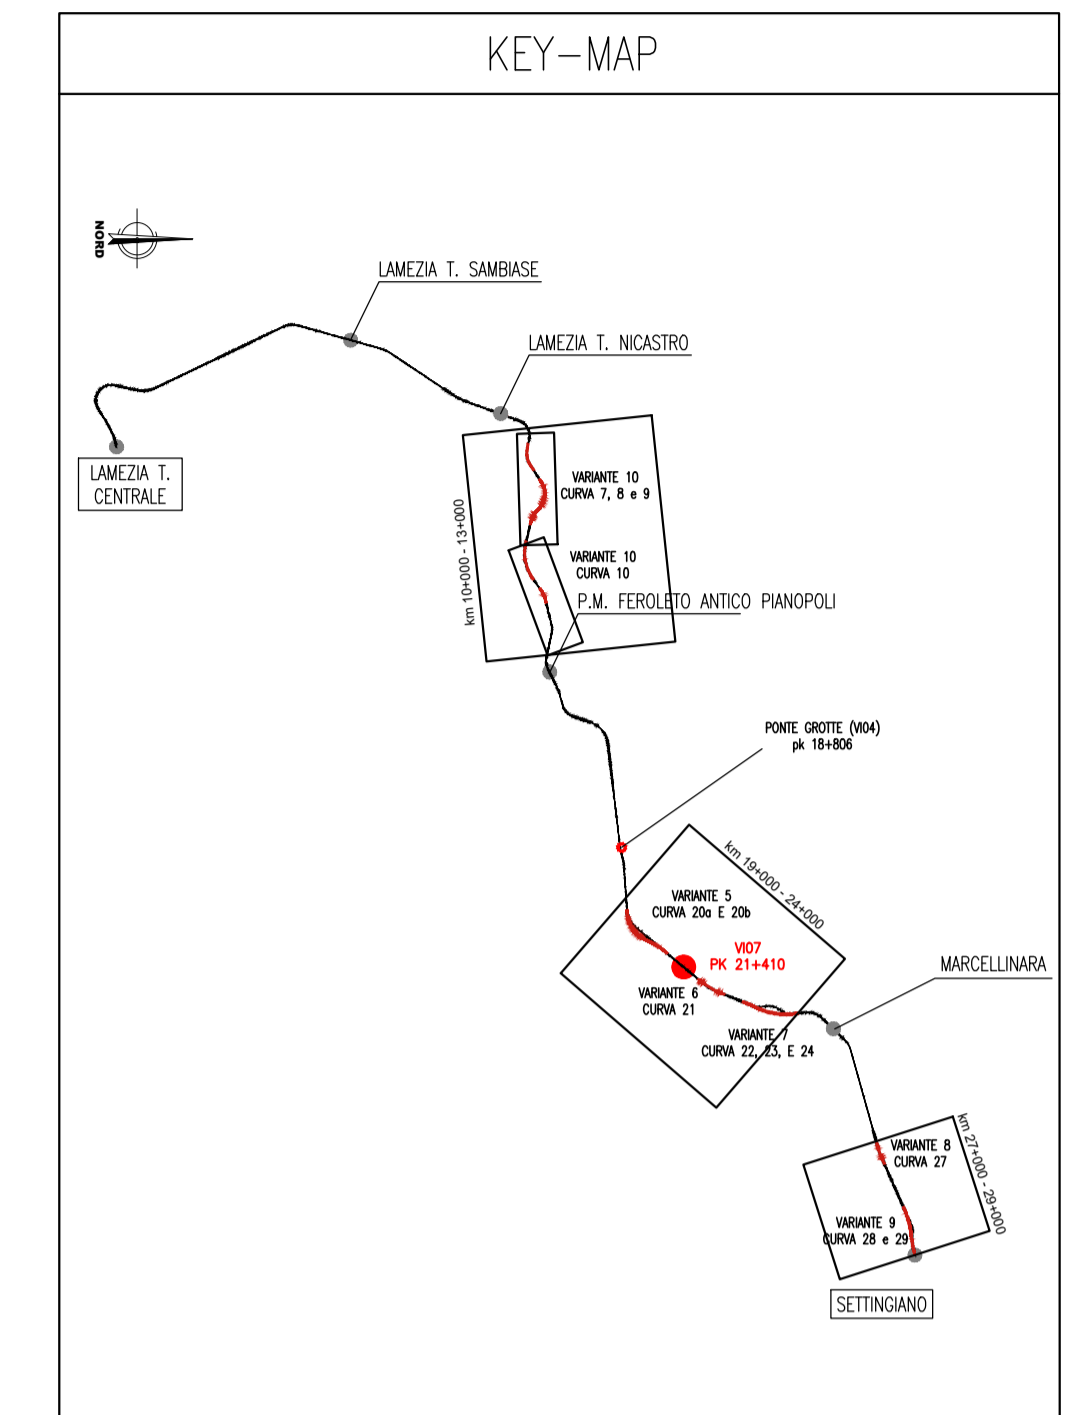 KEY-MAP
NORD
LAMEZIA T. SAMBIASE
LAMEZIA T. NICASTRO
LAMEZIA T.
CENTRALE
VARIANTE 10
CURVA 7, 8 e 9
km 10+000 - 13+000
VARIANTE 10
CURVA 10
P.M. FEROLETO ANTICO PIANOPOLI
PONTE GROTTE (VI04)
pk 18+806
km 19+000 - 24+000
VARIANTE 5
CURVA 20a E 20b
VI07
PK 21+410
MARCELLINARA
VARIANTE 6
CURVA 21
VARIANTE 7
CURVA 22, 23, E 24
km 27+000 - 29+000
VARIANTE 8
CURVA 27
VARIANTE 9
CURVA 28 e 29
SETTINGIANO